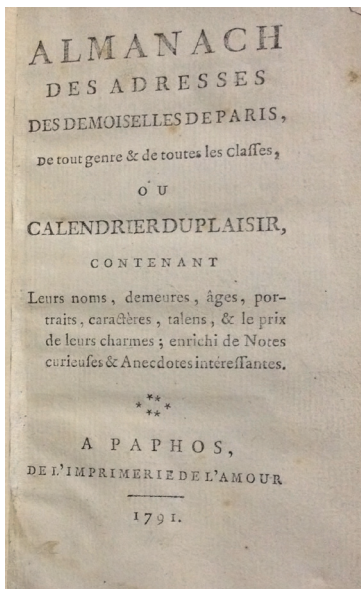 ALMANACH
DES ADRESSES
DES DEMOISELLES DE PARIS,
De tout genre & de toutes les Classes,
OU
CALENDRIER DU PLAISIR,
CONTENANT
Leurs noms, demeures, âges, por-
traits, caractères, talens, & le prix
de leurs charmes ; enrichi de Notes
curieuſes & Anecdotes intéreſſantes.
A PAPHOS,
DE L'IMPRIMERIE DE L'AMOUR
1791.